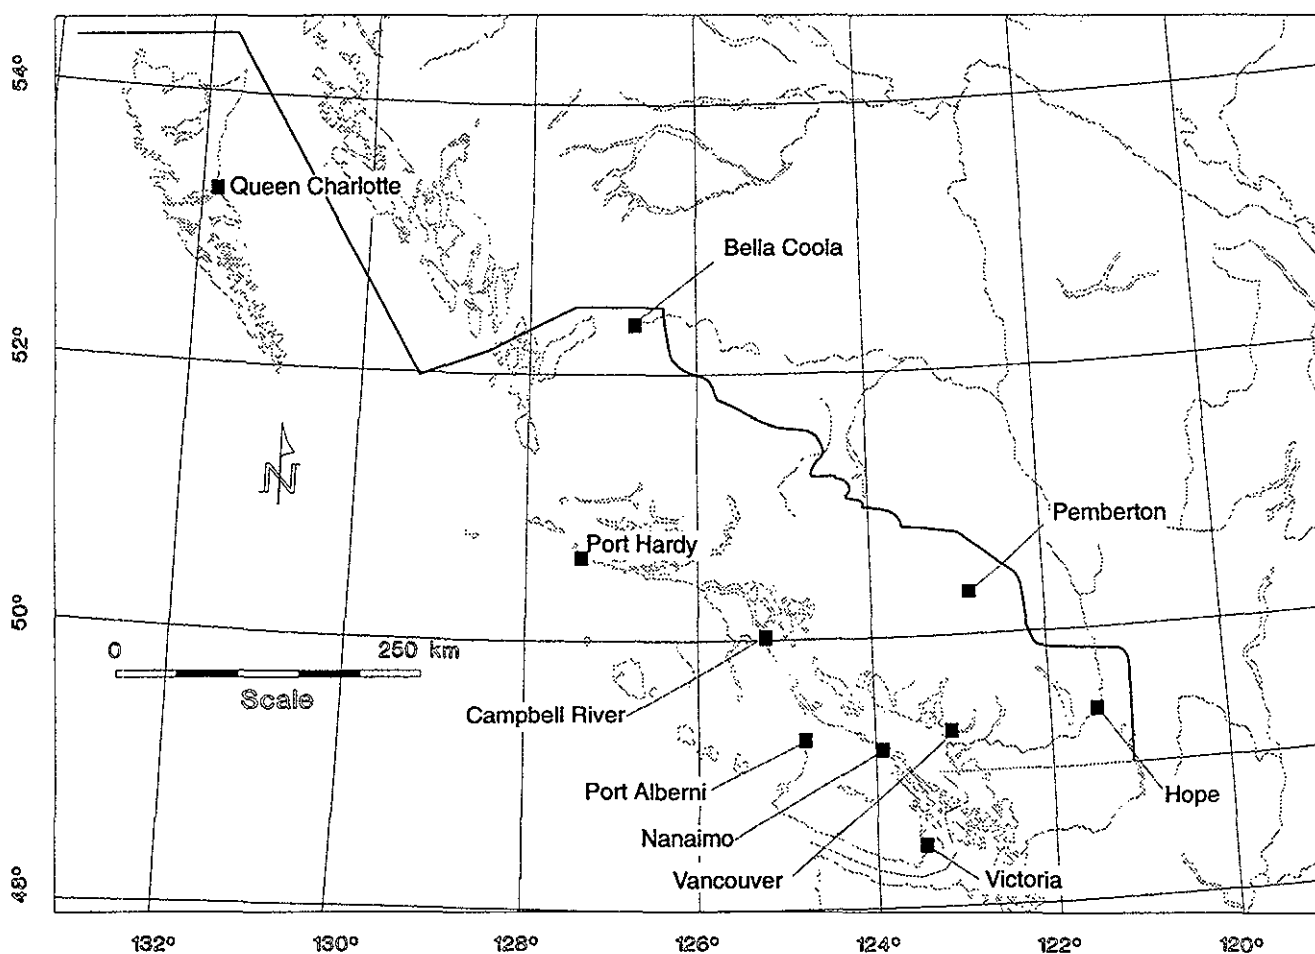 54°
Queen Charlotte
Bella Coola
52°
N
Pemberton
Port Hardy
50°
0 250 km
Scale
Campbell River
Port Alberni
Hope
Nanaimo
Vancouver
Victoria
48°
132° 130° 128° 126° 124° 122° 120°